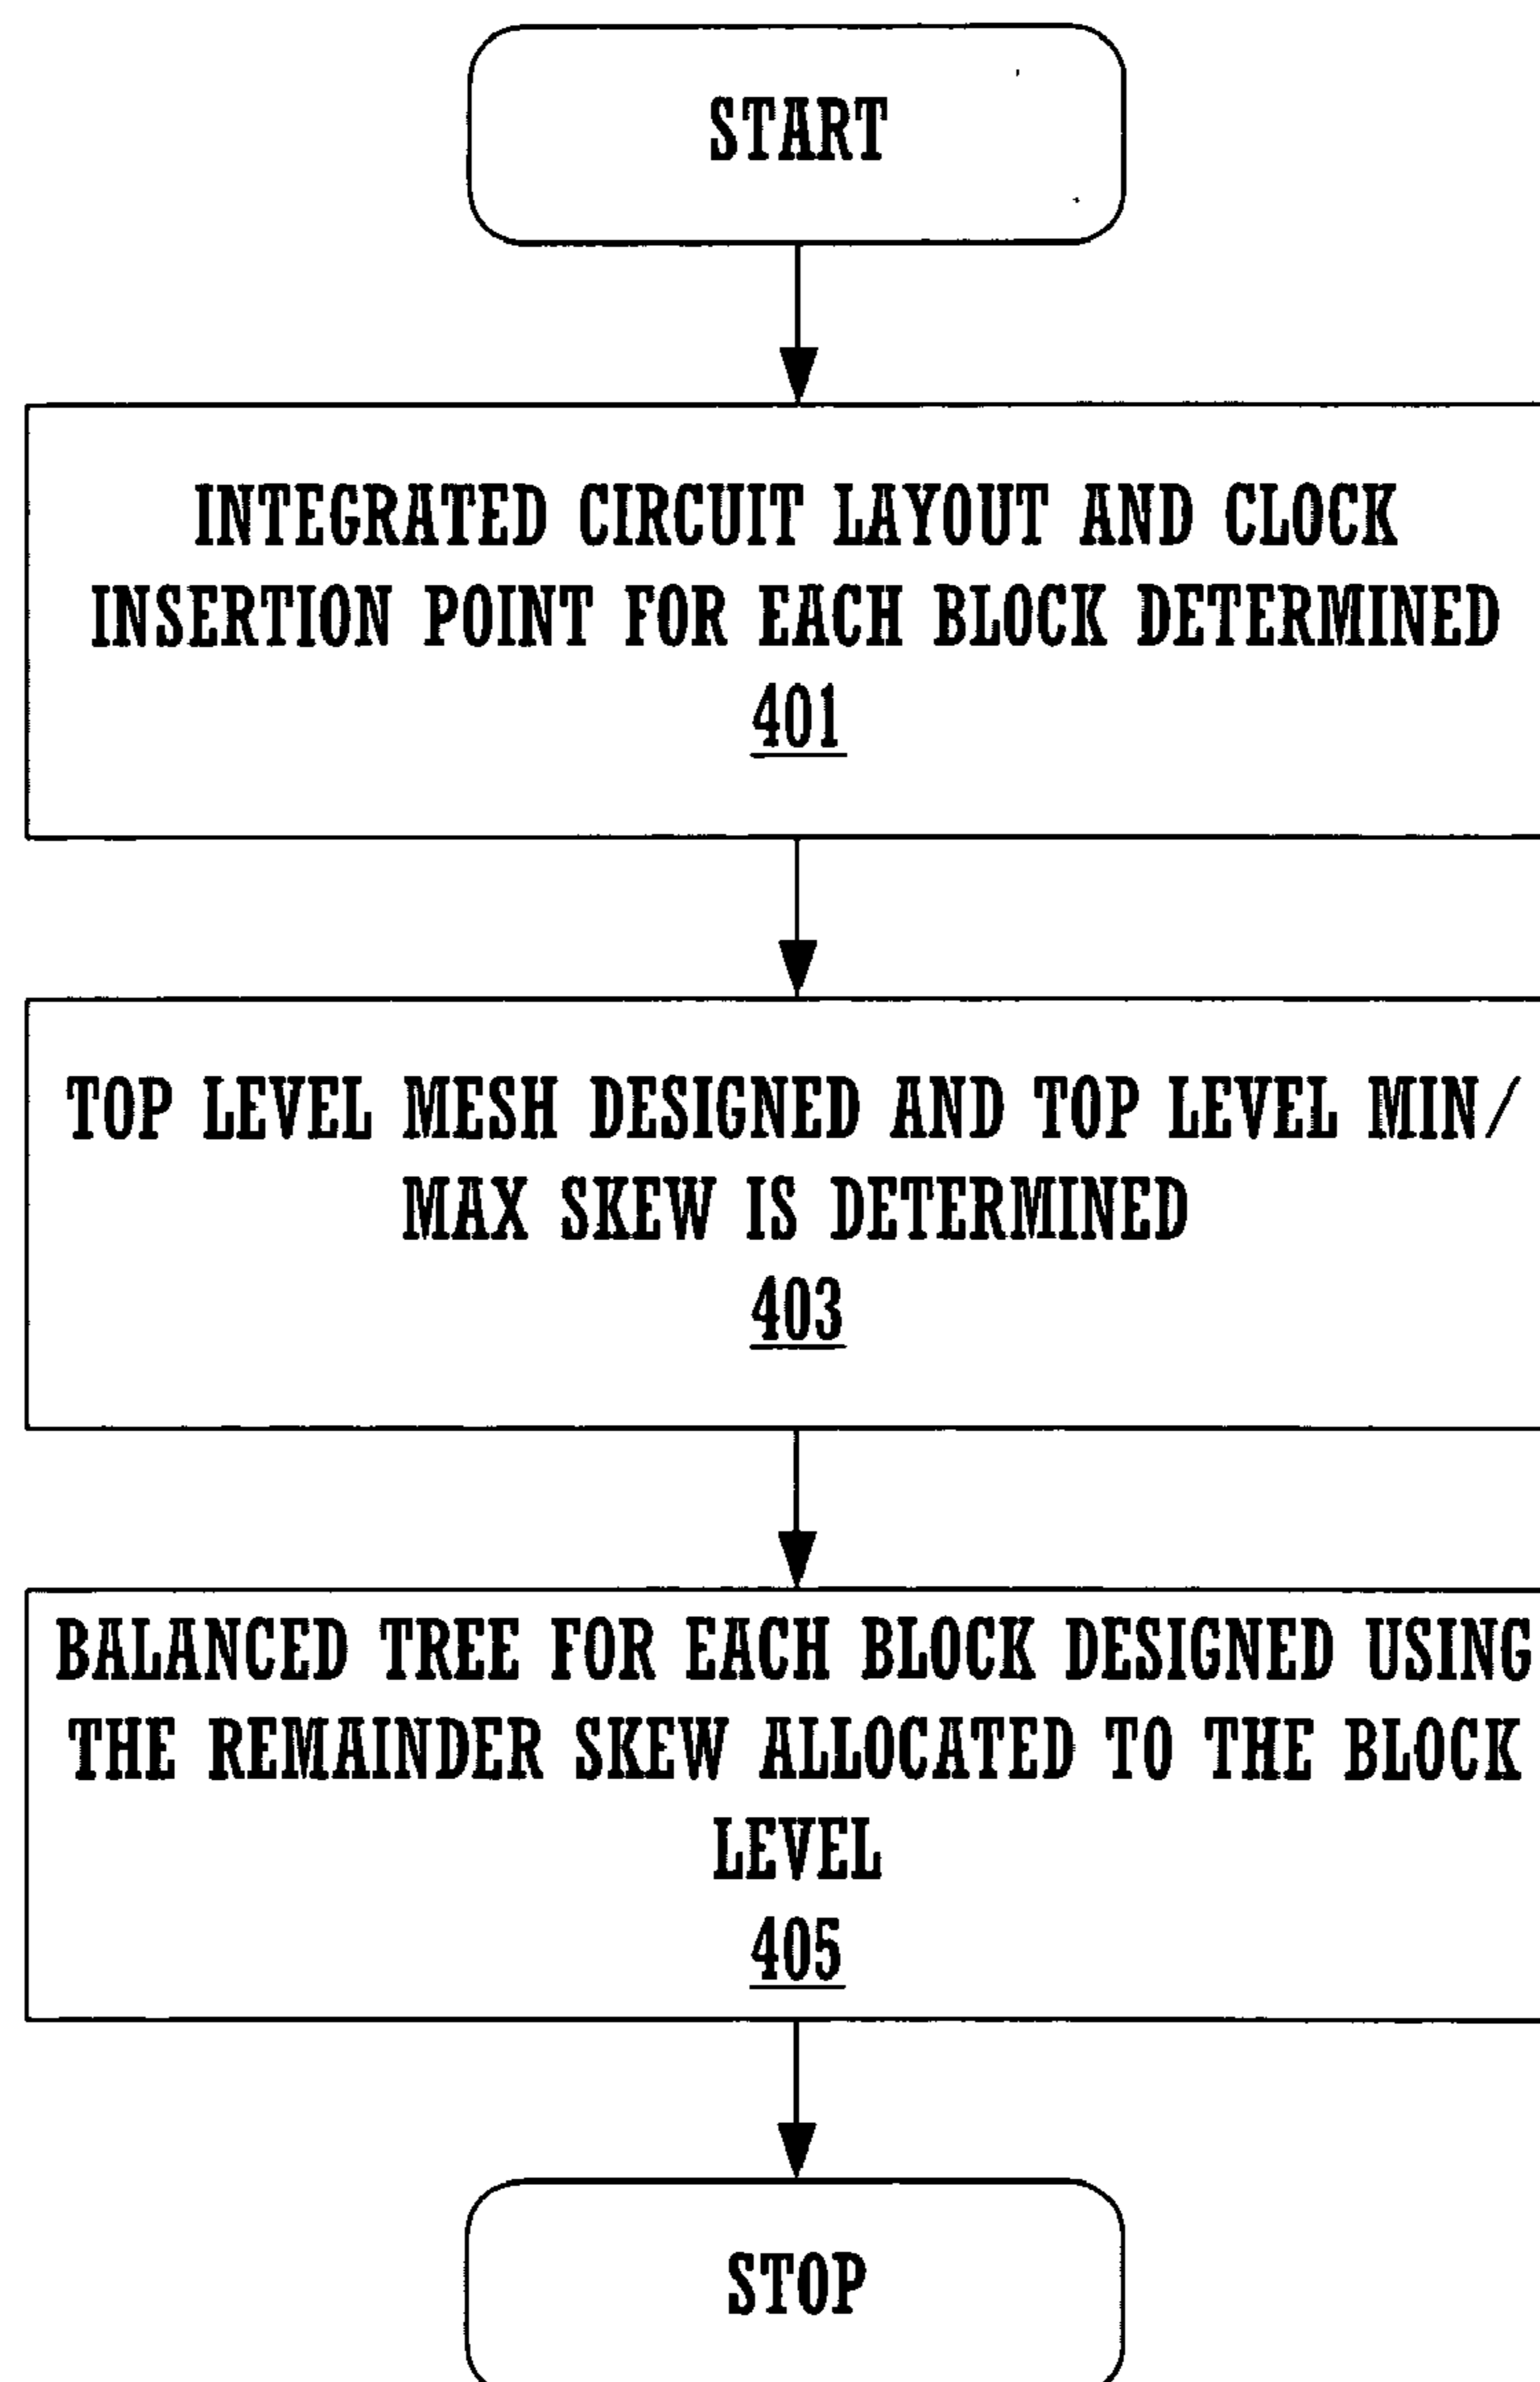 START
INTEGRATED CIRCUIT LAYOUT AND CLOCK
INSERTION POINT FOR EACH BLOCK DETERMINED
401
TOP LEVEL MESH DESIGNED AND TOP LEVEL MIN/
MAX SKEW IS DETERMINED
403
BALANCED TREE FOR EACH BLOCK DESIGNED USING
THE REMAINDER SKEW ALLOCATED TO THE BLOCK
LEVEL
405
STOP